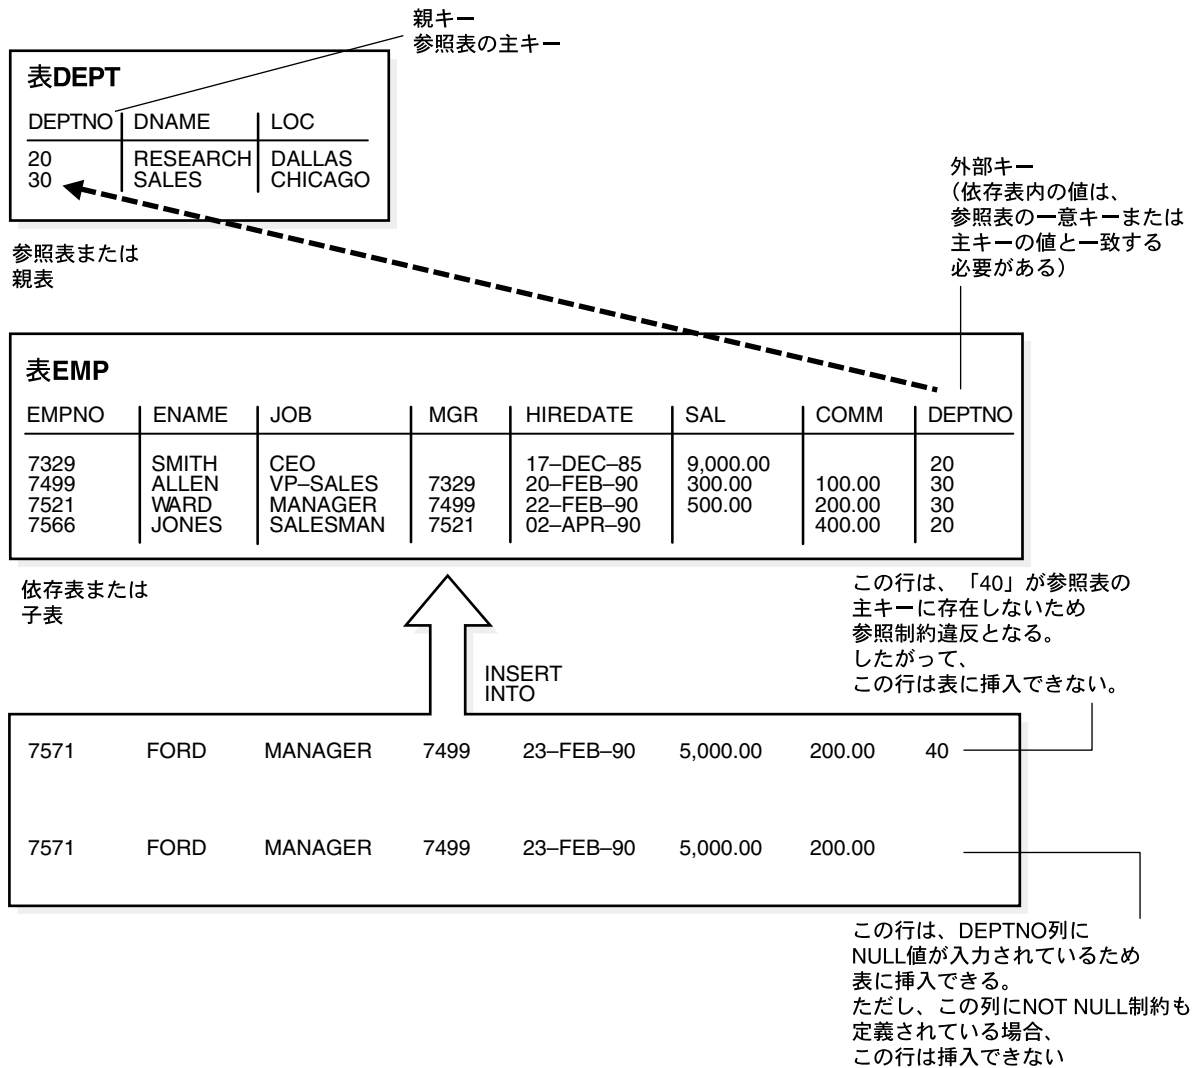 親キー
参照表の主キー
表DEPT
DEPTNO DNAME LOC
20 RESEARCH DALLAS
30 SALES CHICAGO
参照表または
親表
外部キー
(依存表内の値は、
参照表の一意キーまたは
主キーの値と一致する
必要がある)
表EMP
EMPNO ENAME JOB MGR HIREDATE SAL COMM DEPTNO
7329 SMITH CEO 17–DEC–85 9,000.00 20
7499 ALLEN VP–SALES 7329 20–FEB–90 300.00 100.00 30
7521 WARD MANAGER 7499 22–FEB–90 500.00 200.00 30
7566 JONES SALESMAN 7521 02–APR–90 400.00 20
依存表または
子表
この行は、「40」が参照表の
主キーに存在しないため
参照制約違反となる。
したがって、
この行は表に挿入できない。
INSERT
INTO
7571 FORD MANAGER 7499 23–FEB–90 5,000.00 200.00 40
7571 FORD MANAGER 7499 23–FEB–90 5,000.00 200.00
この行は、DEPTNO列に
NULL値が入力されているため
表に挿入できる。
ただし、この列にNOT NULL制約も
定義されている場合、
この行は挿入できない